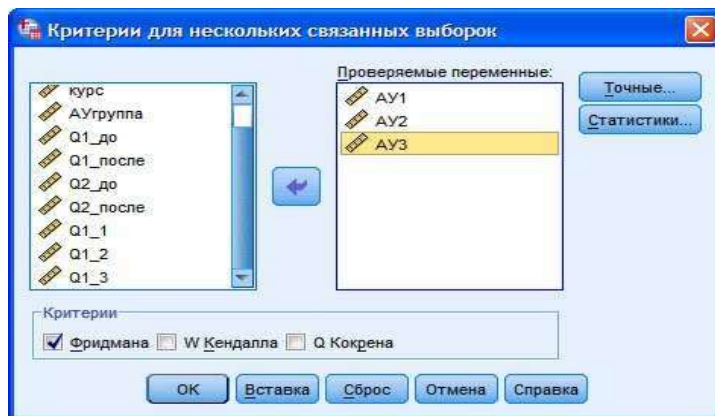 Критерии для нескольких связанных выборок
курс
АУгруппа
Q1_до
Q1_после
Q2_до
Q2_после
Q1_1
Q1_2
Q1_3
Проверяемые переменные:
АУ1
АУ2
АУ3
Точные...
Статистики...
Критерии
Фридмана
W Кендалла
Q Кокрена
ОК
Вставка
Сброс
Отмена
Справка